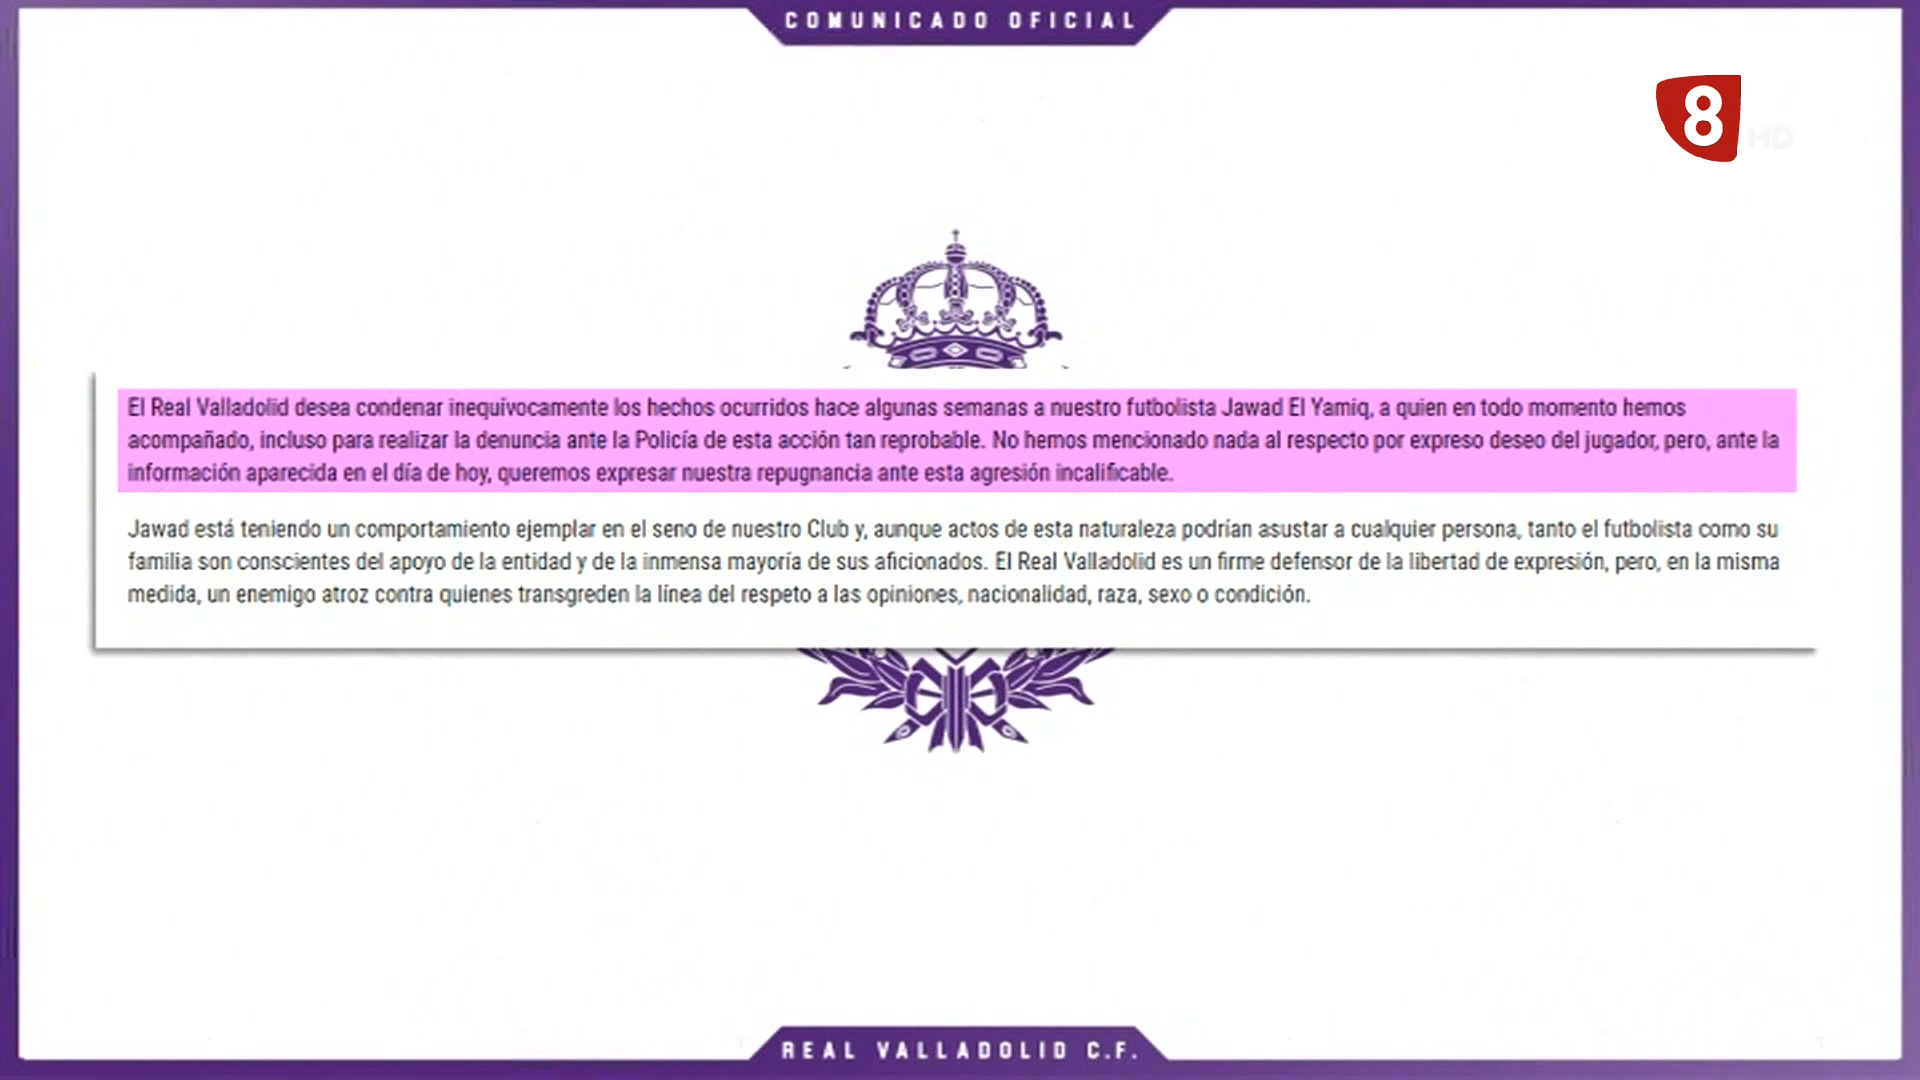 COMUNICADO OFICIAL
8
HD
El Real Valladolid desea condenar inequívocamente los hechos ocurridos hace algunas semanas a nuestro futbolista Jawad El Yamiq, a quien en todo momento hemos
acompañado, incluso para realizar la denuncia ante la Policía de esta acción tan reprobable. No hemos mencionado nada al respecto por expreso deseo del jugador, pero, ante la
información aparecida en el día de hoy, queremos expresar nuestra repugnancia ante esta agresión incalificable.
Jawad está teniendo un comportamiento ejemplar en el seno de nuestro Club y, aunque actos de esta naturaleza podrían asustar a cualquier persona, tanto el futbolista como su
familia son conscientes del apoyo de la entidad y de la inmensa mayoría de sus aficionados. El Real Valladolid es un firme defensor de la libertad de expresión, pero, en la misma
medida, un enemigo atroz contra quienes transgreden la línea del respeto a las opiniones, nacionalidad, raza, sexo o condición.
REAL VALLADOLID C.F.